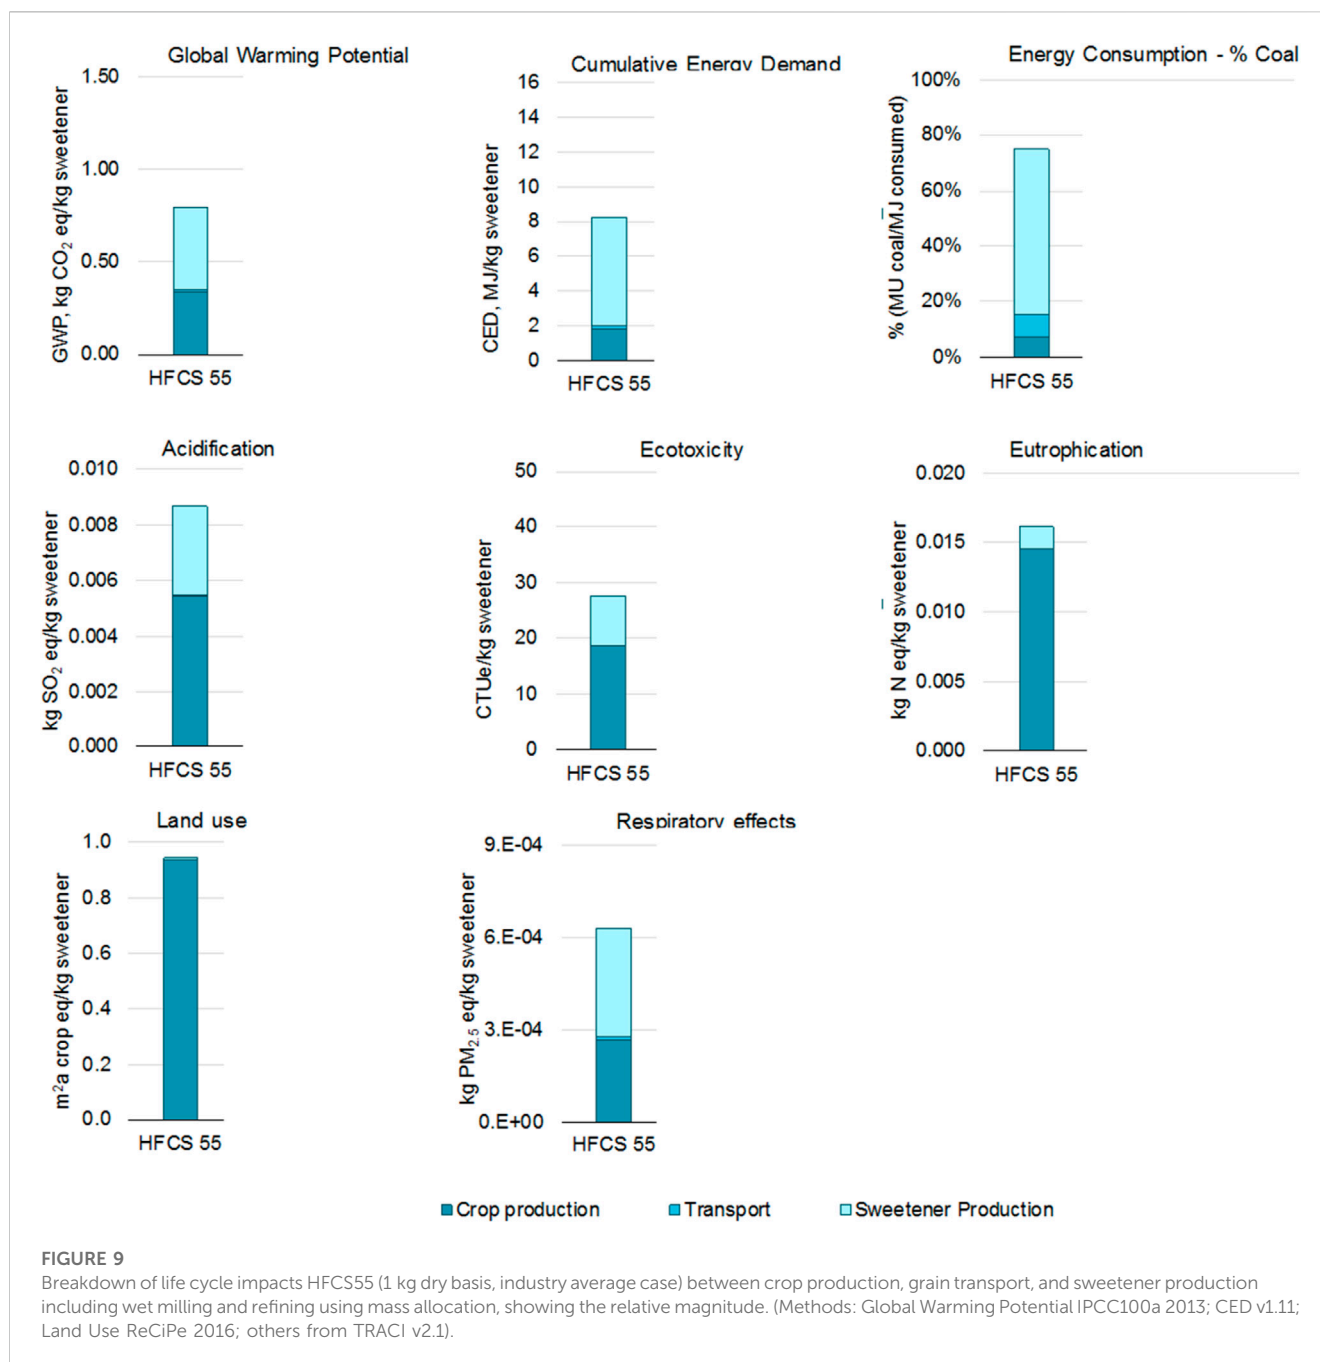 Global Warming Potential
GWP, kg CO2 eq/kg sweetener
1.50
1.00
0.50
0.00
HFCS 55
Cumulative Energy Demand
CED, MJ/kg sweetener
16
14
12
10
8
6
4
2
0
HFCS 55
Energy Consumption - % Coal
% (MU coal/MJ consumed)
100%
80%
60%
40%
20%
0%
HFCS 55
Acidification
kg SO2 eq/kg sweetener
0.010
0.008
0.006
0.004
0.002
0.000
HFCS 55
Ecotoxicity
CTUe/kg sweetener
50
40
30
20
10
0
HFCS 55
Eutrophication
kg N eq/kg sweetener
0.020
0.015
0.010
0.005
0.000
HFCS 55
Land use
m2a crop eq/kg sweetener
1.0
0.8
0.6
0.4
0.2
0.0
HFCS 55
Respiratory effects
kg PM2.5 eq/kg sweetener
9.E-04
6.E-04
3.E-04
0.E+00
HFCS 55
Crop production Transport Sweetener Production
FIGURE 9
Breakdown of life cycle impacts HFCS55 (1 kg dry basis, industry average case) between crop production, grain transport, and sweetener production
including wet milling and refining using mass allocation, showing the relative magnitude. (Methods: Global Warming Potential IPCC100a 2013; CED v1.11;
Land Use ReCiPe 2016; others from TRACI v2.1).